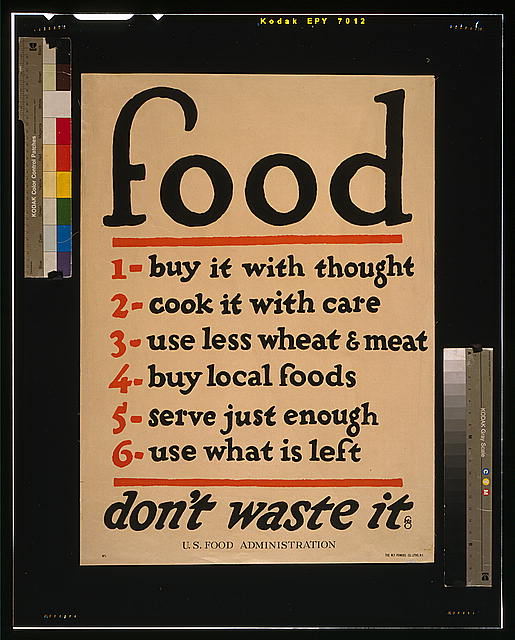 Kodak EPY 7012
KODAK Color Control Patches
food
1- buy it with thought
2- cook it with care
3- use less wheat & meat
4- buy local foods
5- serve just enough
6- use what is left
don't waste it
U.S. FOOD ADMINISTRATION
KODAK Gray Scale
C
Y
M